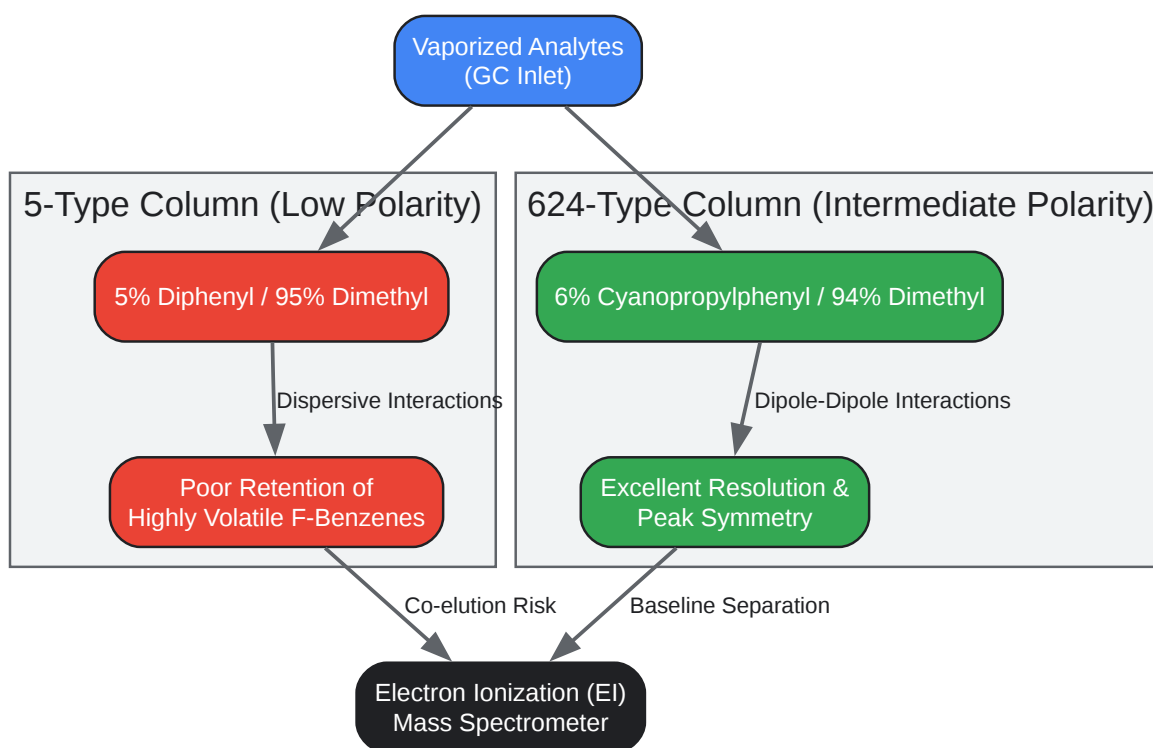 Vaporized Analytes
(GC Inlet)
5-Type Column (Low Polarity)
624-Type Column (Intermediate Polarity)
5% Diphenyl / 95% Dimethyl
6% Cyanopropylphenyl / 94% Dimethyl
Dispersive Interactions
Dipole-Dipole Interactions
Poor Retention of
Highly Volatile F-Benzenes
Excellent Resolution &
Peak Symmetry
Co-elution Risk
Baseline Separation
Electron Ionization (EI)
Mass Spectrometer